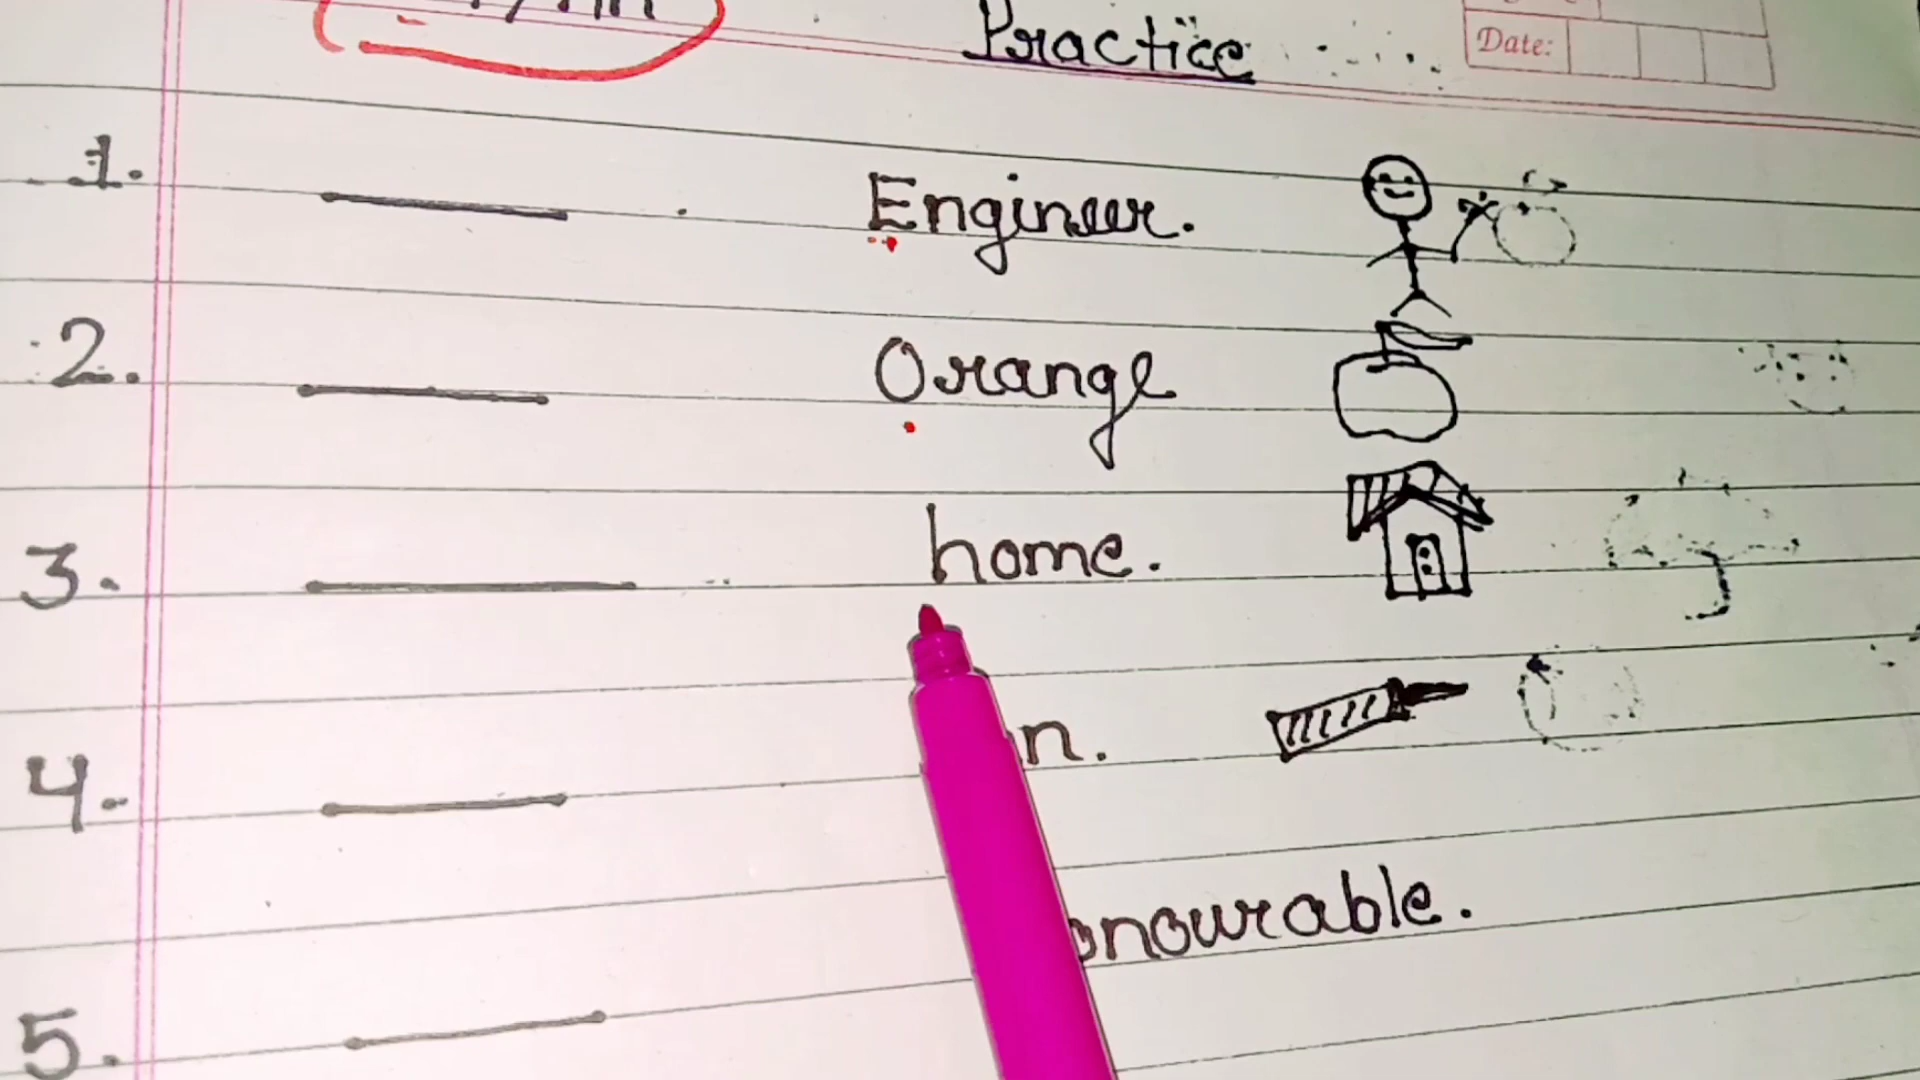 Practice
Date:
1. Engineer.
2. Orange
3. home.
4.
5.